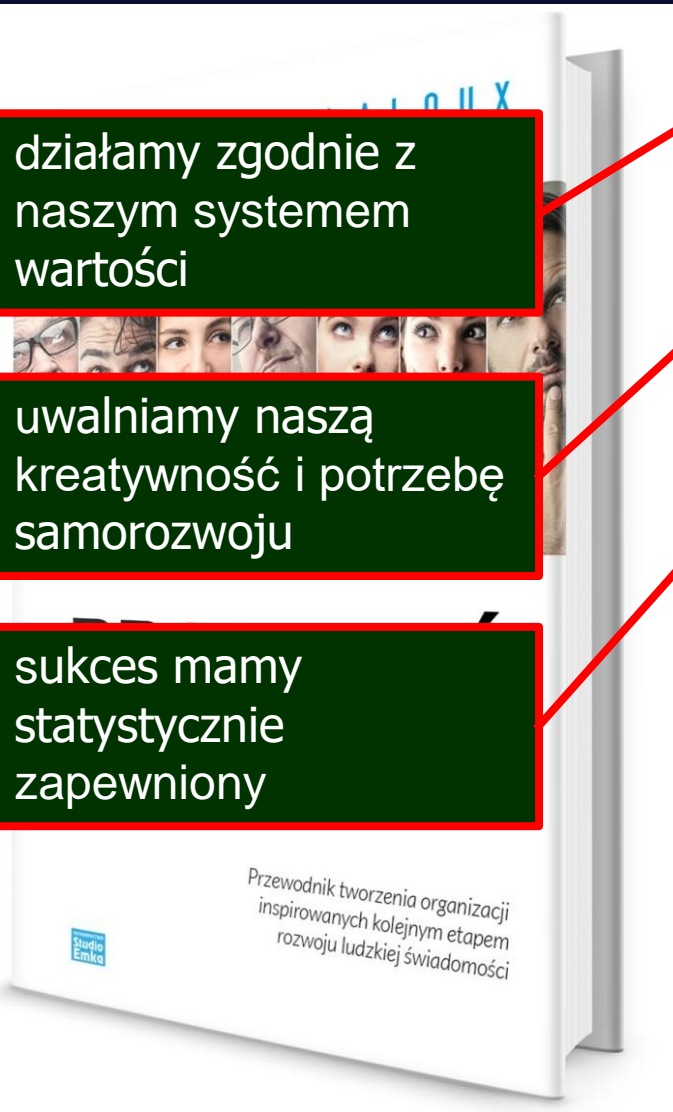 działamy zgodnie z
naszym systemem
wartości
uwalniamy naszą
kreatywność i potrzebę
samorozwoju
sukces mamy
statystycznie
zapewniony
Przewodnik tworzenia organizacji
inspirowanych kolejnym etapem
rozwoju ludzkiej świadomości
Studio
Emka